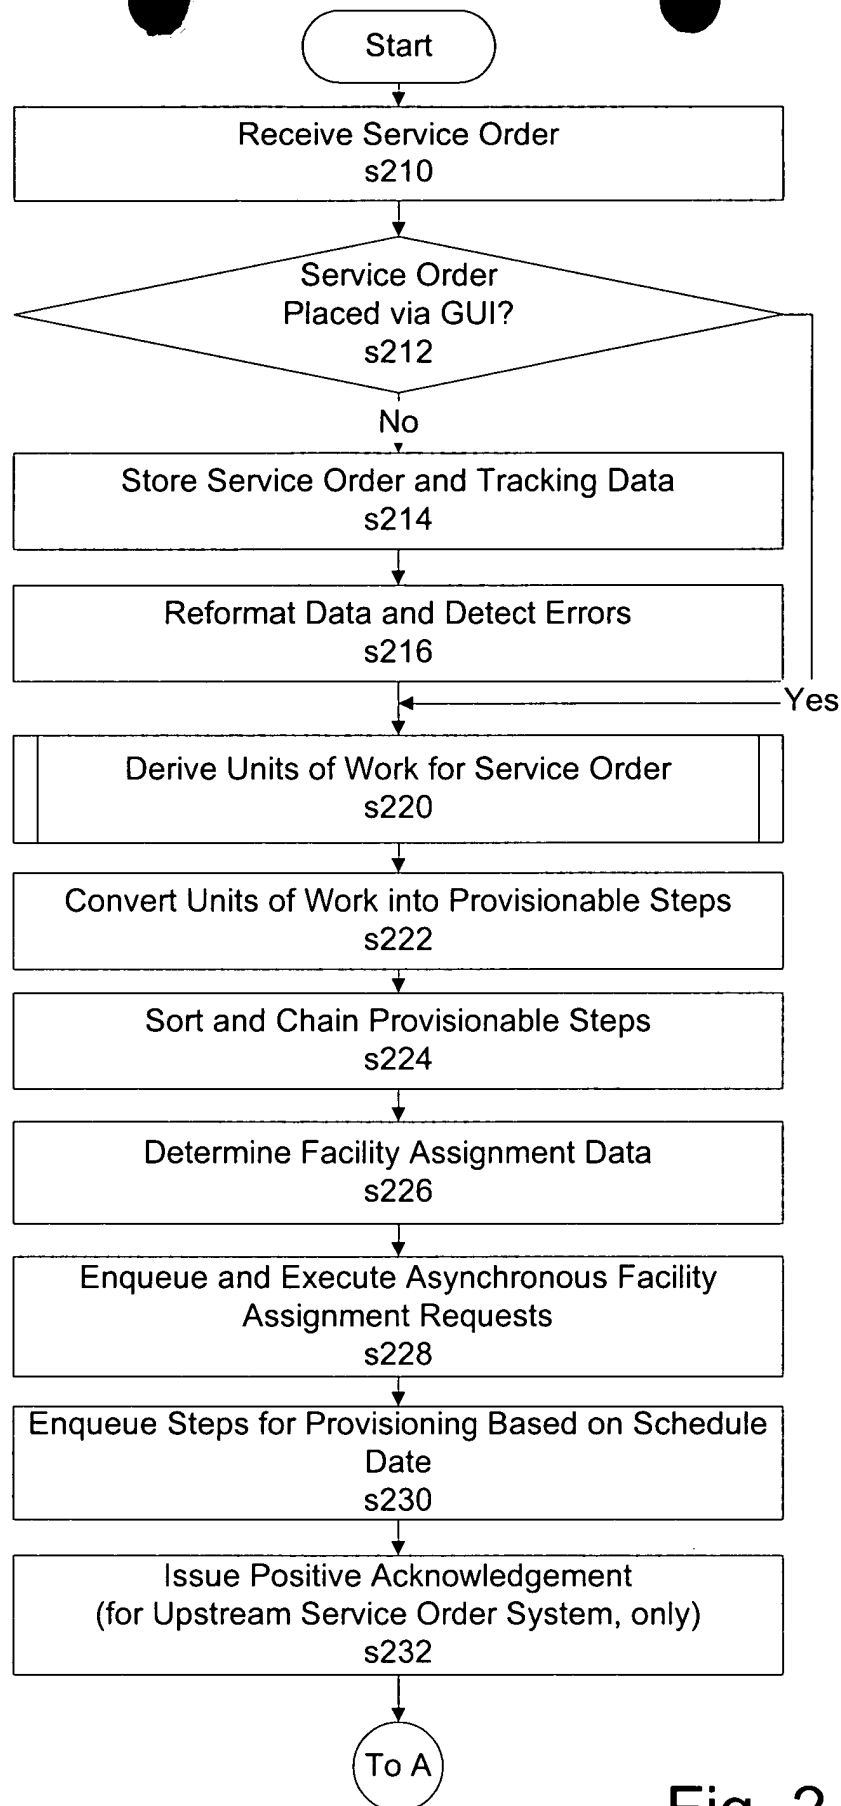 Start
Receive Service Order
s210
Service Order
Placed via GUI?
s212
No
Store Service Order and Tracking Data
s214
Reformat Data and Detect Errors
s216
Yes
Derive Units of Work for Service Order
s220
Convert Units of Work into Provisionable Steps
s222
Sort and Chain Provisionable Steps
s224
Determine Facility Assignment Data
s226
Enqueue and Execute Asynchronous Facility
Assignment Requests
s228
Enqueue Steps for Provisioning Based on Schedule
Date
s230
Issue Positive Acknowledgement
(for Upstream Service Order System, only)
s232
To A
Fig. 2